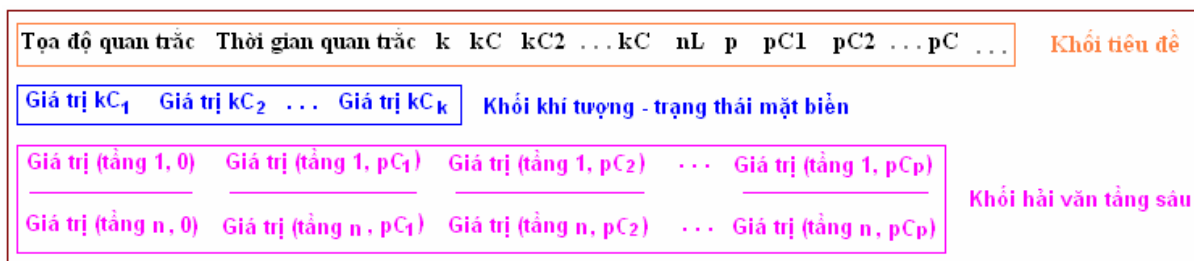 Tọa độ quan trắc Thời gian quan trắc k kC kC2 ...kC nL p pC1 pC2 ...pC ... Khối tiêu đề
Giá trị kC1 Giá trị kC2 ... Giá trị kCk Khối khí tượng - trạng thái mặt biển
Giá trị (tầng 1, 0) Giá trị (tầng 1, pC1) Giá trị (tầng 1, pC2) ... Giá trị (tầng 1, pCp)
Khối hải văn tầng sâu
Giá trị (tầng n, 0) Giá trị (tầng n, pC1) Giá trị (tầng n, pC2) ... Giá trị (tầng n, pCp)